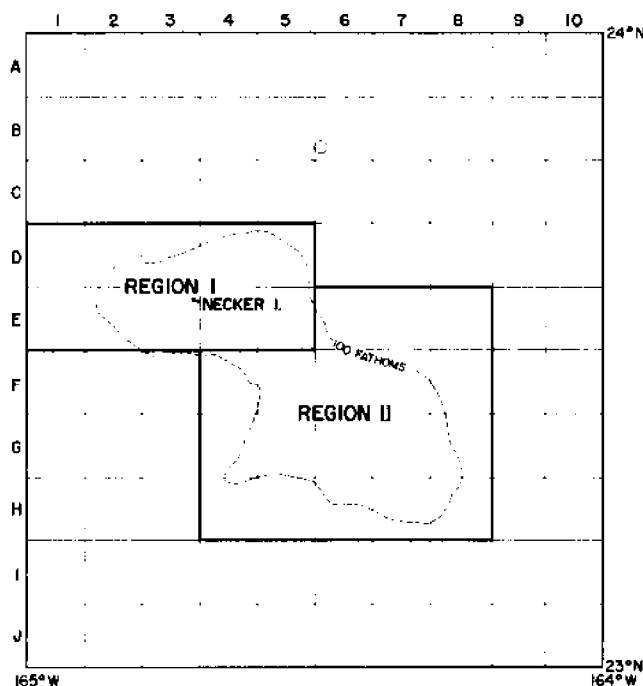 1 2 3 4 5 6 7 8 9 10
24°N
A
B
C
D
REGION I
NECKER I.
E
100 FATHOMS
F
REGION II
G
H
I
J
23°N
165°W
164°W